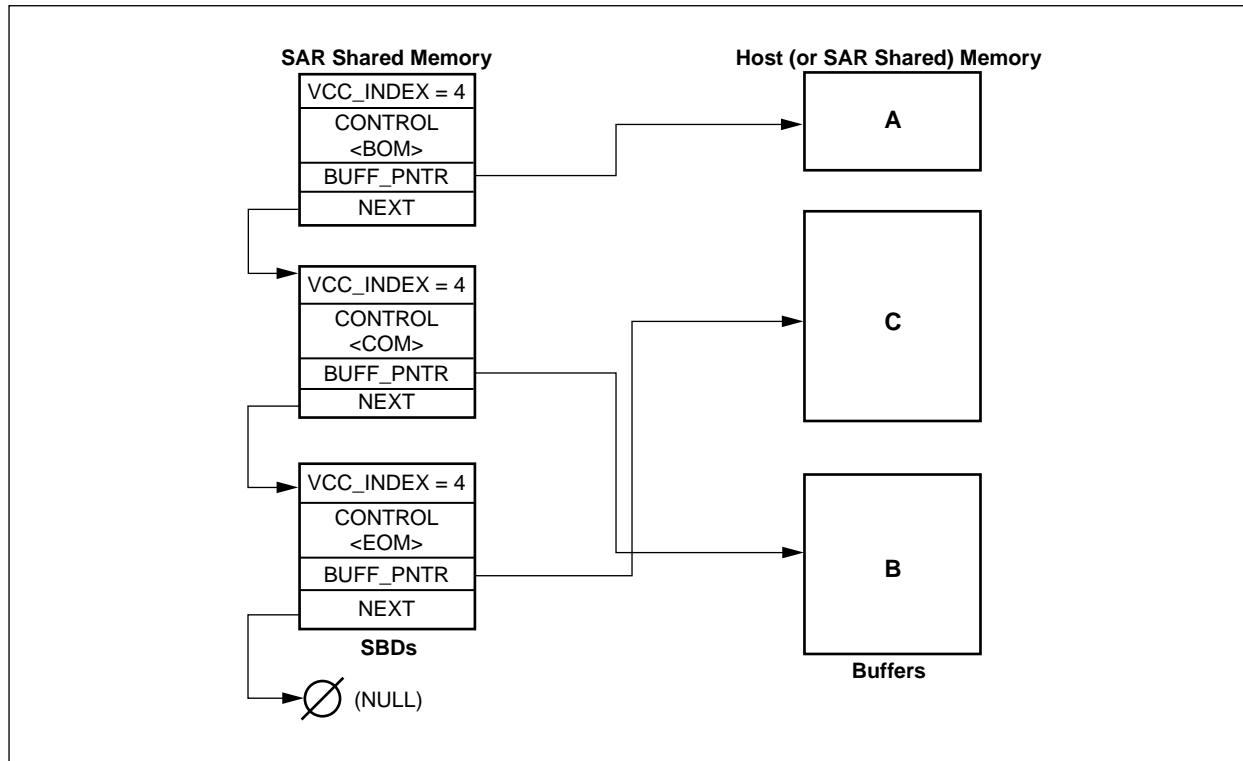 SAR Shared Memory
VCC_INDEX = 4
CONTROL
<BOM>
BUFF_PNTR
NEXT
VCC_INDEX = 4
CONTROL
<COM>
BUFF_PNTR
NEXT
VCC_INDEX = 4
CONTROL
<EOM>
BUFF_PNTR
NEXT
SBDs
(NULL)
Host (or SAR Shared) Memory
A
C
B
Buffers